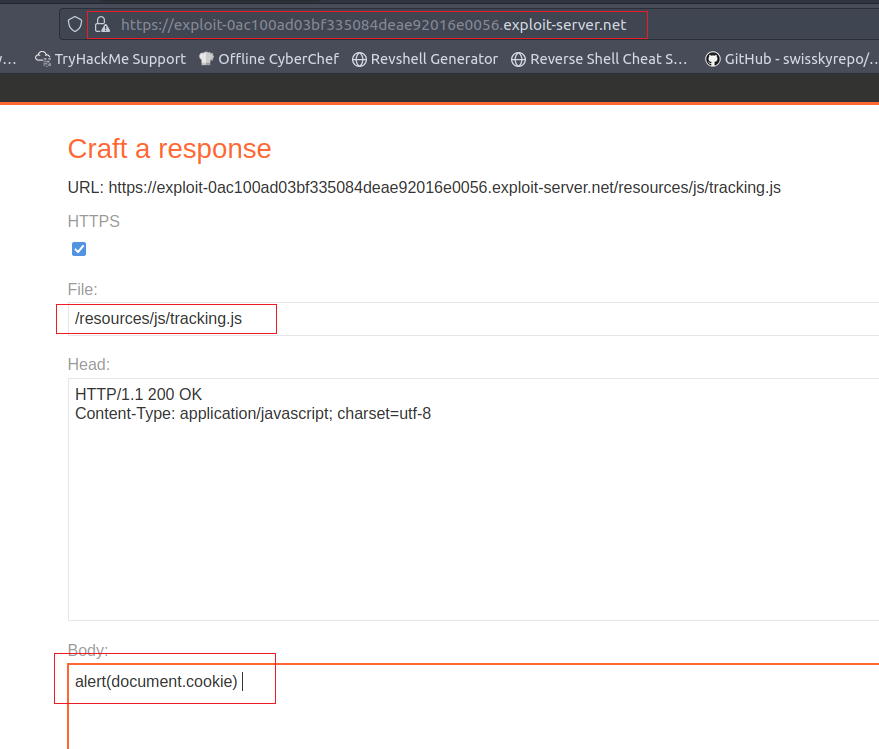 https://exploit-0ac100ad03bf335084deae92016e0056.exploit-server.net
... TryHackMe Support Offline CyberChef Revshell Generator Reverse Shell Cheat S... GitHub - swisskyrepo/...
Craft a response
URL: https://exploit-0ac100ad03bf335084deae92016e0056.exploit-server.net/resources/js/tracking.js
HTTPS
File:
/resources/js/tracking.js
Head:
HTTP/1.1 200 OK
Content-Type: application/javascript; charset=utf-8
Body:
alert(document.cookie)